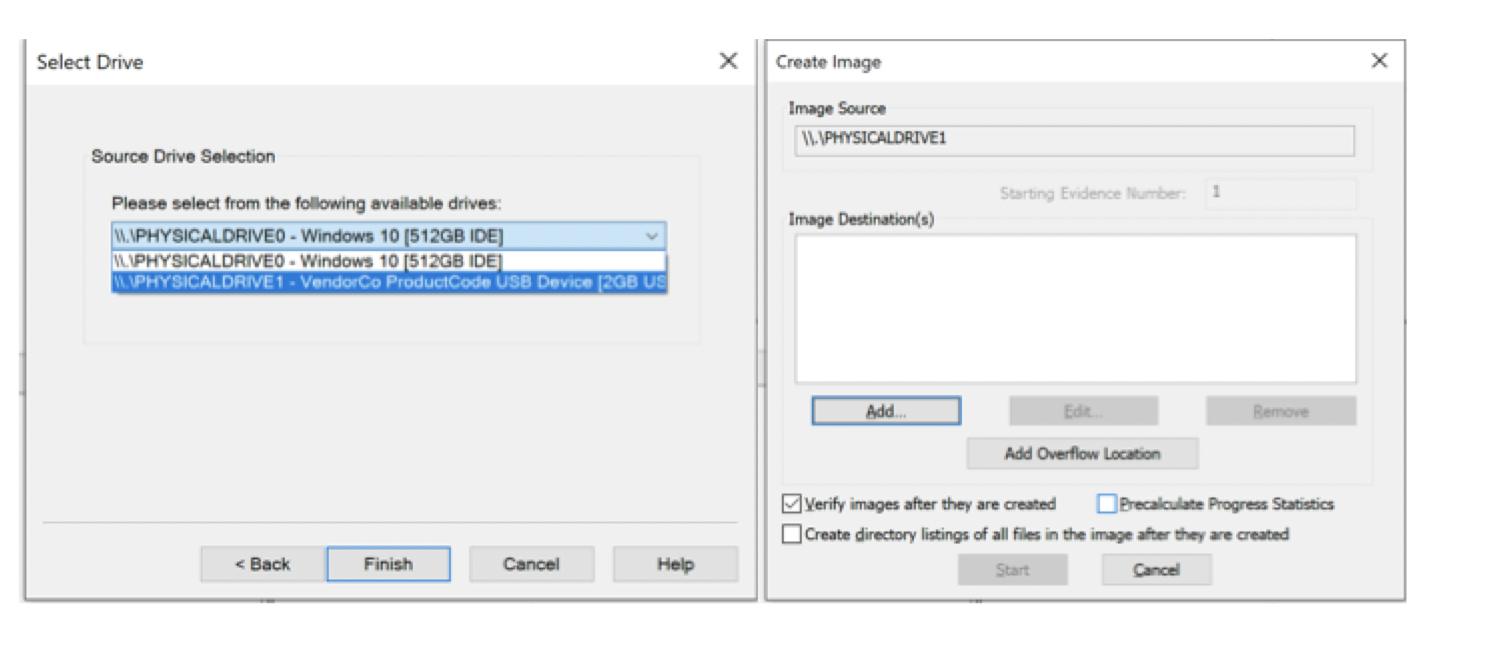 Select Drive
Source Drive Selection
Please select from the following available drives:
\\.\PHYSICALDRIVE0 - Windows 10 [512GB IDE]
\\.\PHYSICALDRIVE0 - Windows 10 [512GB IDE]
\\.\PHYSICALDRIVE1 - VendorCo ProductCode USB Device [2GB US
< Back
Finish
Cancel
Help
Create Image
Image Source
\\.\PHYSICALDRIVE1
Starting Evidence Number: 1
Image Destination(s)
Add...
Edit...
Remove
Add Overflow Location
Verify images after they are created
Precalculate Progress Statistics
Create directory listings of all files in the image after they are created
Start
Cancel